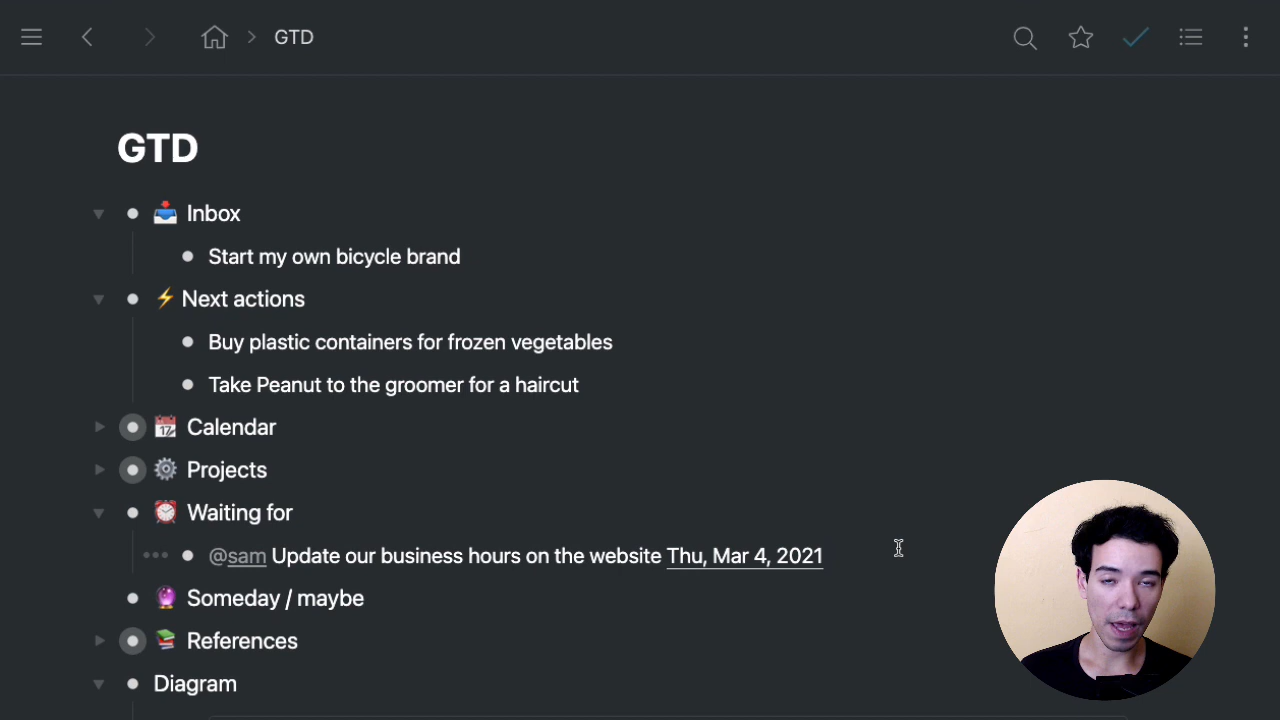 GTD
GTD
Inbox
Start my own bicycle brand
Next actions
Buy plastic containers for frozen vegetables
Take Peanut to the groomer for a haircut
Calendar
Projects
Waiting for
@sam Update our business hours on the website Thu, Mar 4, 2021
Someday / maybe
References
Diagram